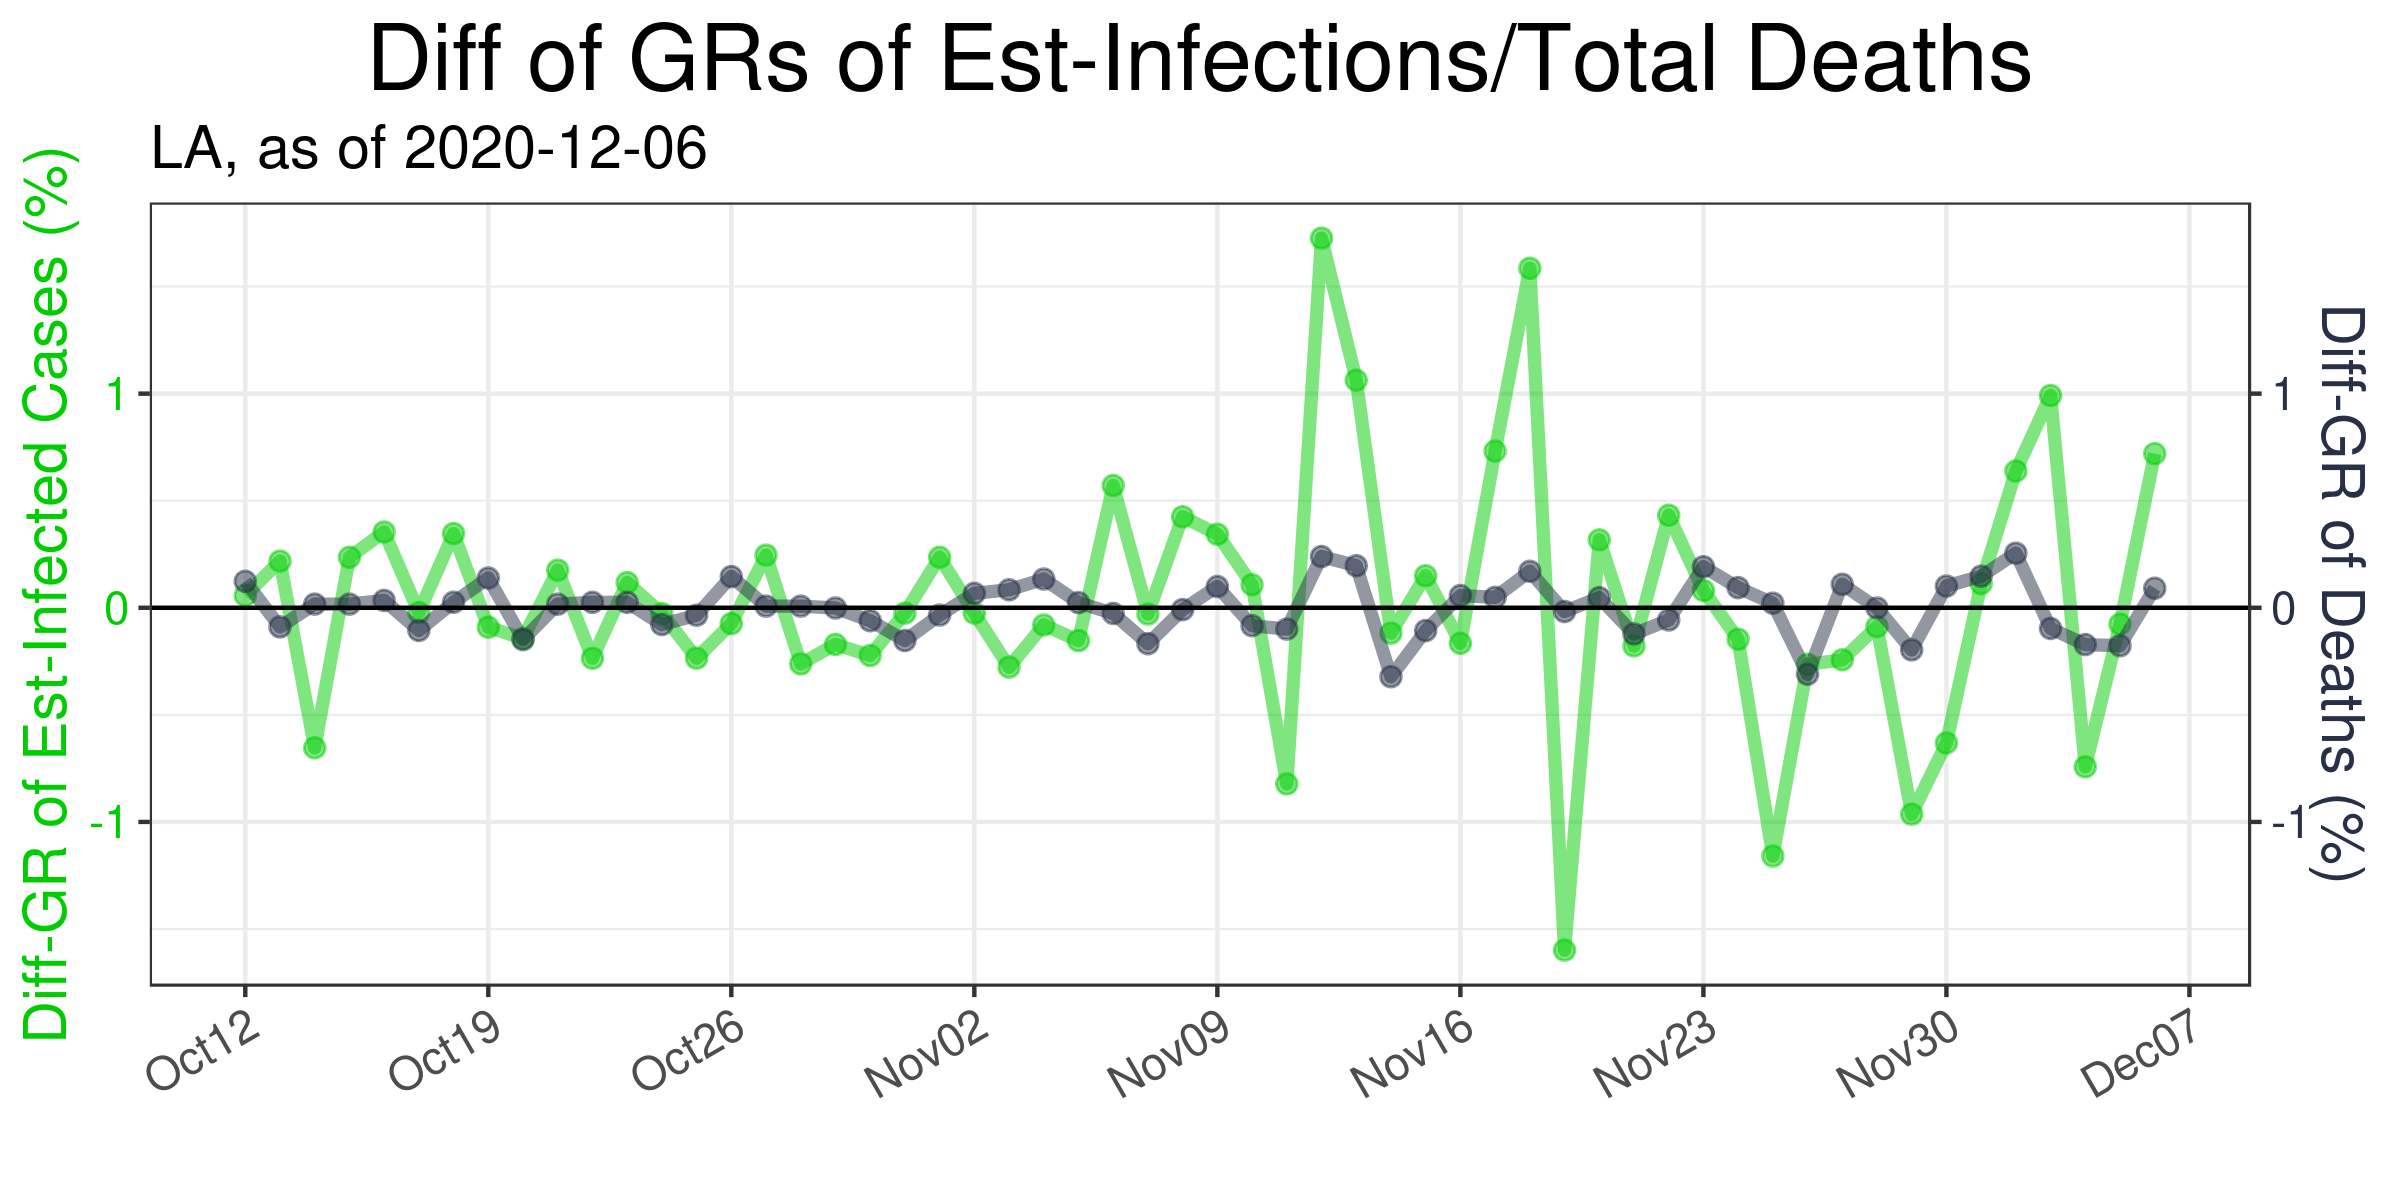 Diff of GRs of Est-Infections/Total Deaths
LA, as of 2020-12-06
Diff-GR of Est-Infected Cases (%)
1
0
-1
1
0
-1
Diff-GR of Deaths (%)
Oct12
Oct19
Oct26
Nov02
Nov09
Nov16
Nov23
Nov30
Dec07